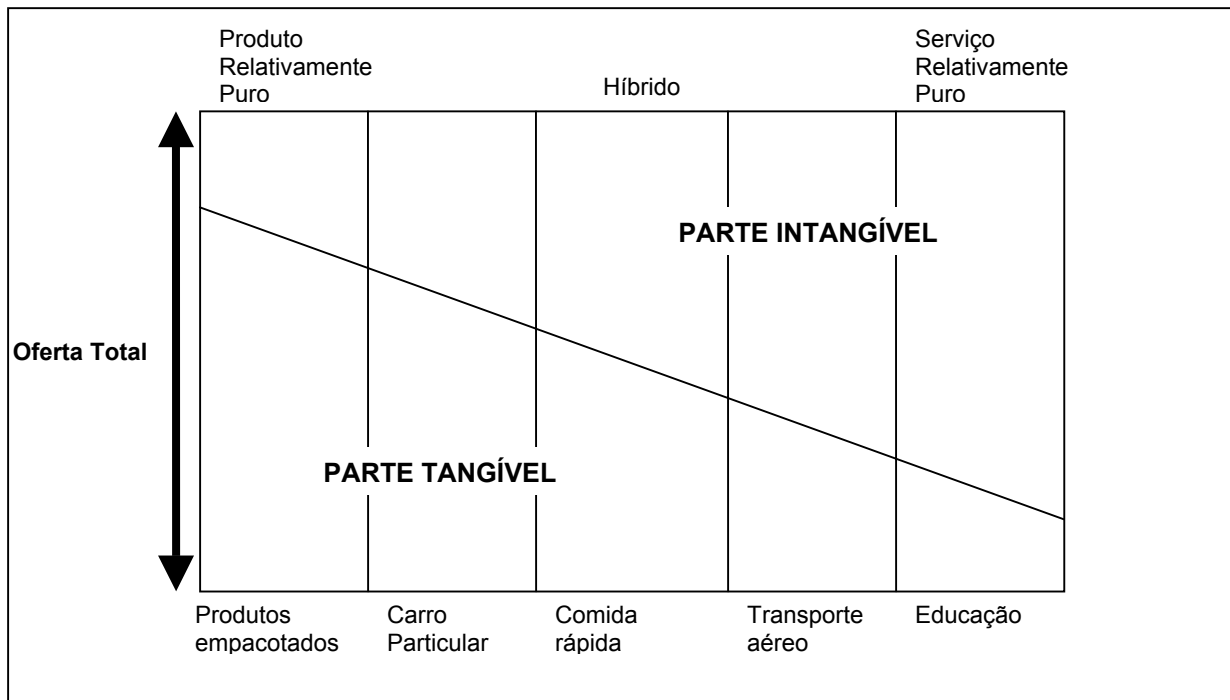 Produto
Relativamente
Puro
Híbrido
Serviço
Relativamente
Puro
PARTE INTANGÍVEL
Oferta Total
PARTE TANGÍVEL
Produtos
empacotados
Carro
Particular
Comida
rápida
Transporte
aéreo
Educação